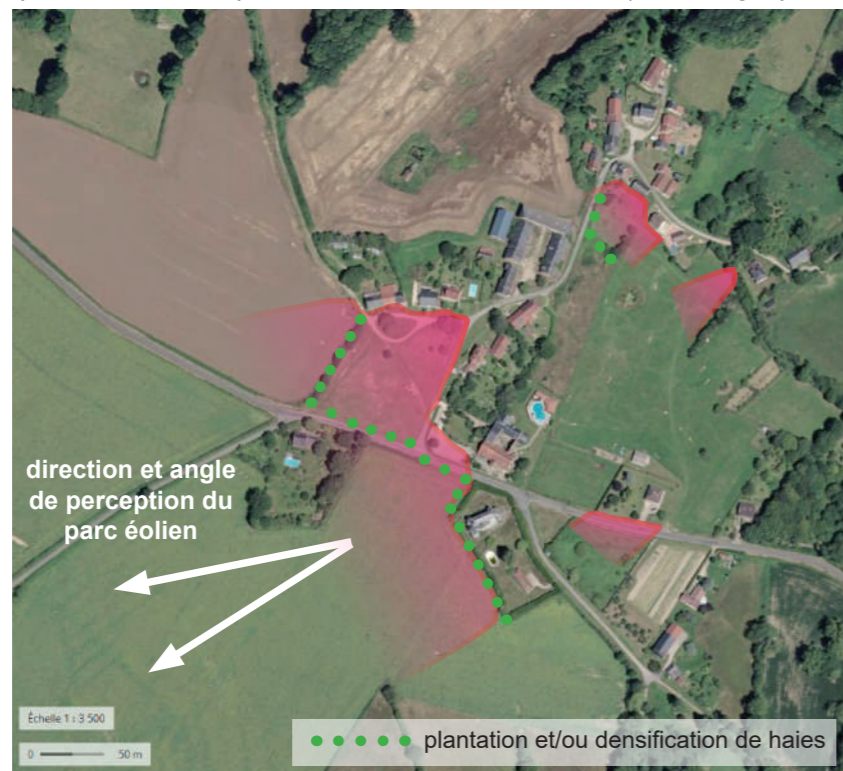 direction et angle
de perception du
parc éolien
Échelle 1 : 3 500
0 50 m
plantation et/ou densification de haies